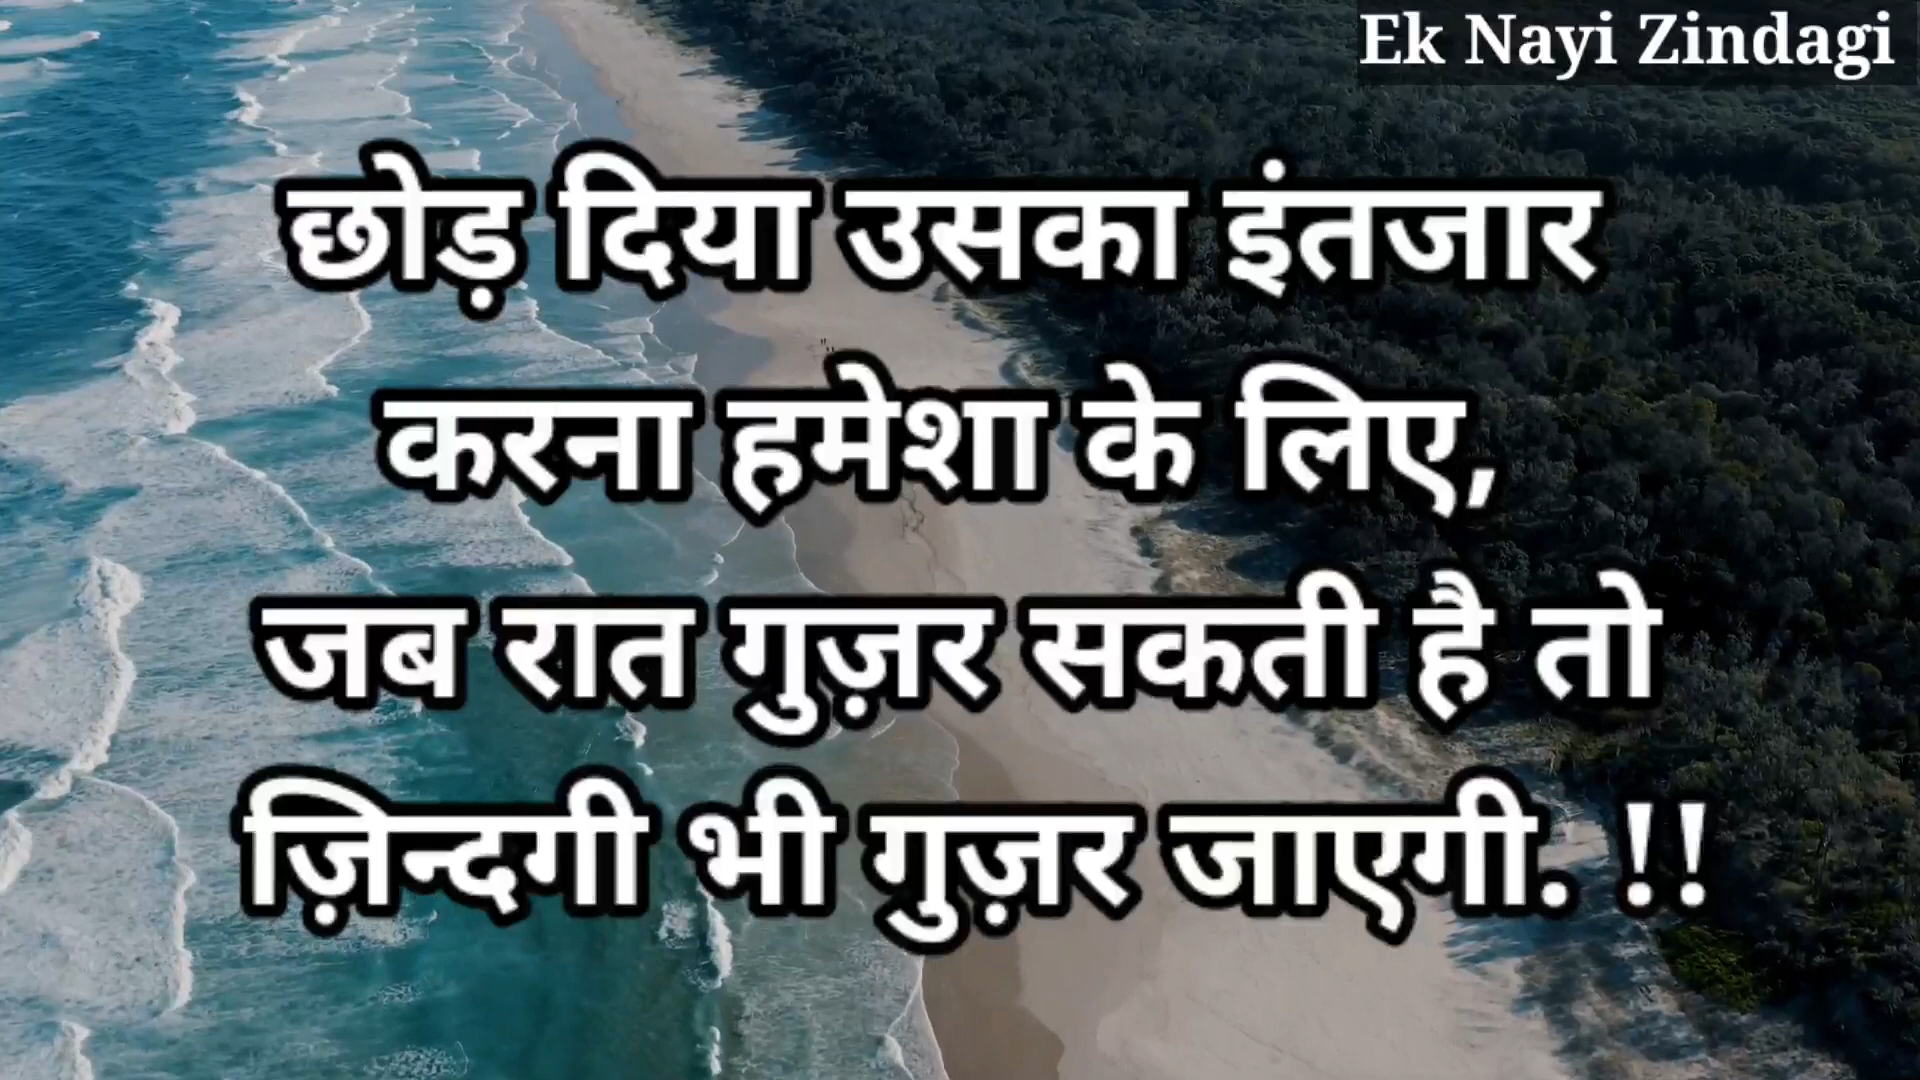 Ek Nayi Zindagi
छोड़ दिया उसका इंतजार
करना हमेशा के लिए,
जब रात गुज़र सकती है तो
ज़िन्दगी भी गुज़र जाएगी. !!